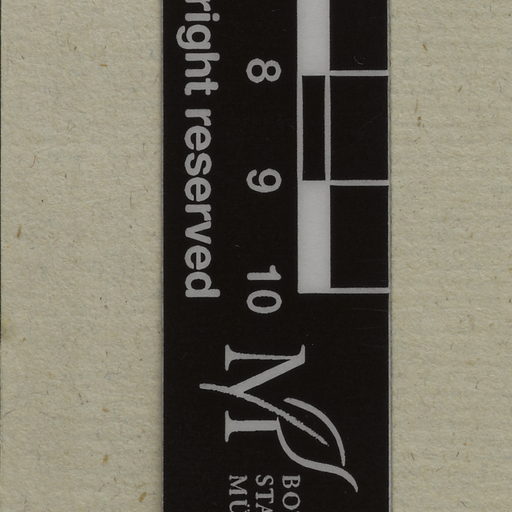 right reserved
8 9 10
M
BO
STA
MÜ